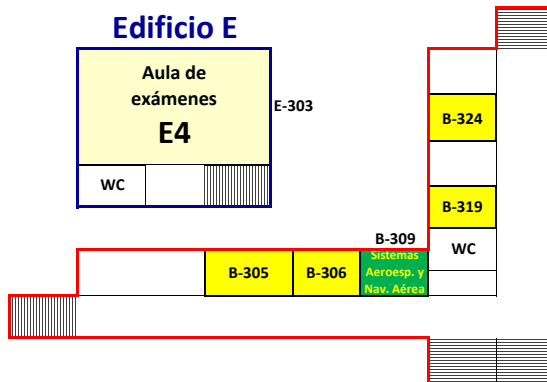 Edificio E
Aula de
exámenes
E4
E-303
WC
B-324
B-319
WC
B-309
B-305
B-306
Sistemas
Aeroesp. y
Nav. Aérea